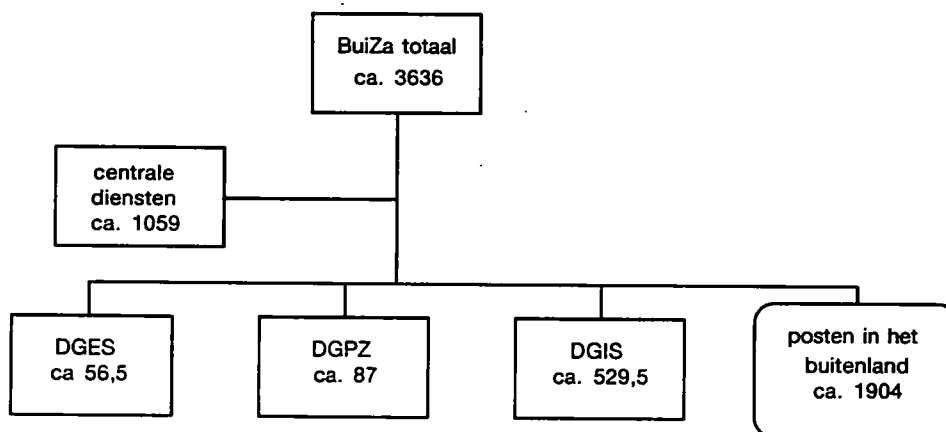 BuiZa totaal
ca. 3636
centrale
diensten
ca. 1059
DGES
ca 56,5
DGPZ
ca. 87
DGIS
ca. 529,5
posten in het
buitenland
ca. 1904